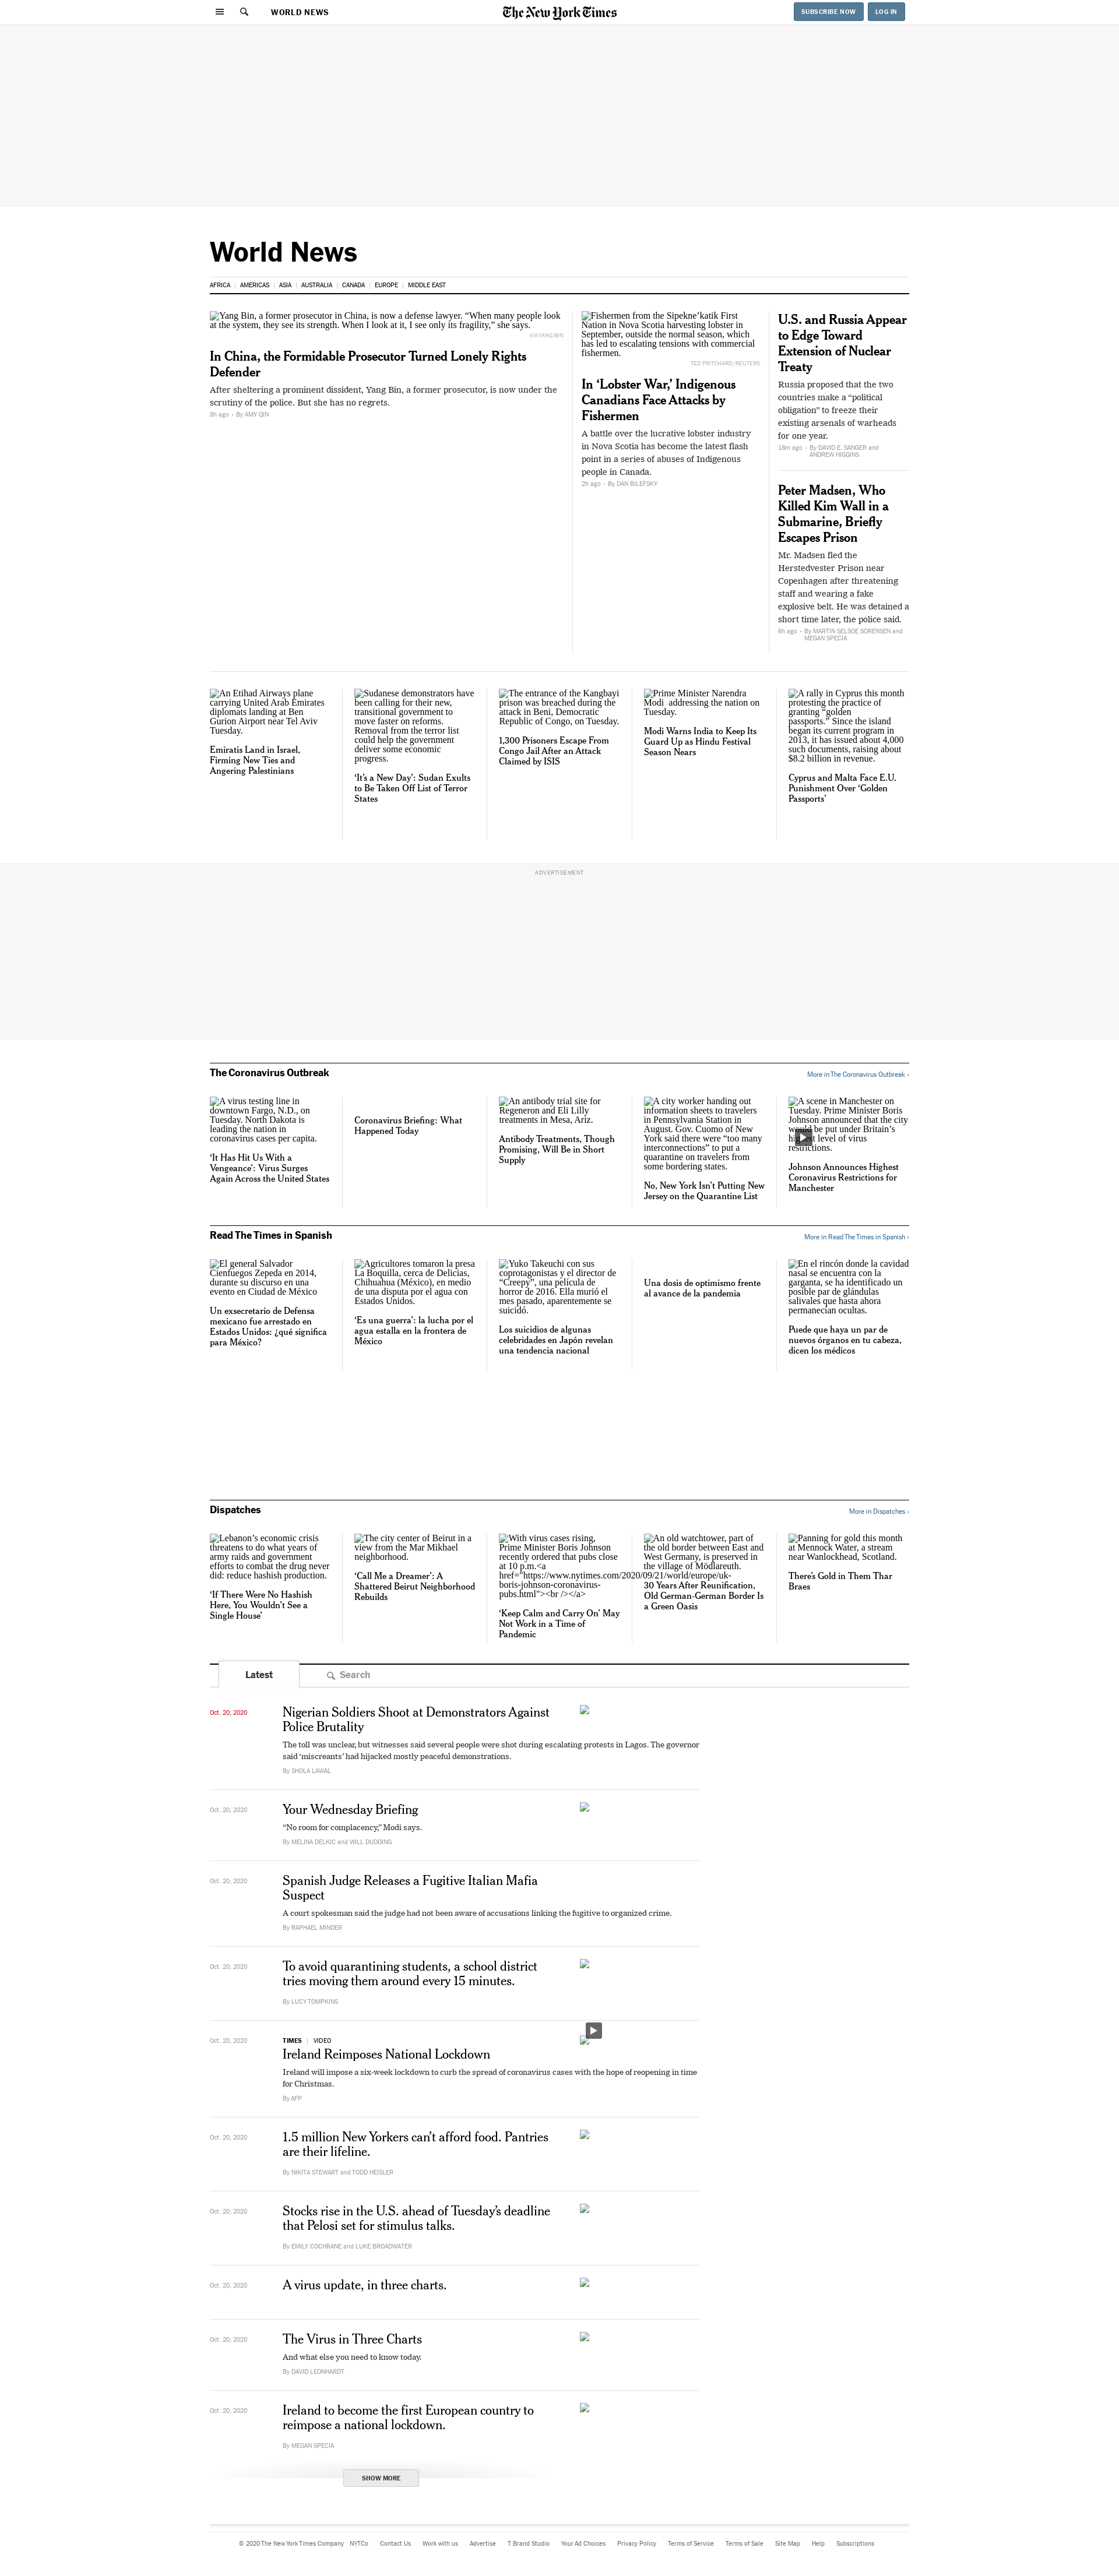 WORLD NEWS
The New York Times
SUBSCRIBE NOW
LOG IN
World News
AFRICA
AMERICAS
ASIA
AUSTRALIA
CANADA
EUROPE
MIDDLE EAST
Yang Bin, a former prosecutor in China, is now a defense lawyer. “When many people look
at the system, they see its strength. When I look at it, I see only its fragility,” she says.
VIA YANG BIN
In China, the Formidable Prosecutor Turned Lonely Rights
Defender
After sheltering a prominent dissident, Yang Bin, a former prosecutor, is now under the
scrutiny of the police. But she has no regrets.
8h ago • By AMY QIN
Fishermen from the Sipekne’katik First
Nation in Nova Scotia harvesting lobster in
September, outside the normal season, which
has led to escalating tensions with commercial
fishermen.
TED PRITCHARD/REUTERS
In ‘Lobster War,’ Indigenous
Canadians Face Attacks by
Fishermen
A battle over the lucrative lobster industry
in Nova Scotia has become the latest flash
point in a series of abuses of Indigenous
people in Canada.
2h ago • By DAN BILEFSKY
U.S. and Russia Appear
to Edge Toward
Extension of Nuclear
Treaty
Russia proposed that the two
countries make a “political
obligation” to freeze their
existing arsenals of warheads
for one year.
18m ago • By DAVID E. SANGER and
ANDREW HIGGINS
Peter Madsen, Who
Killed Kim Wall in a
Submarine, Briefly
Escapes Prison
Mr. Madsen fled the
Herstedvester Prison near
Copenhagen after threatening
staff and wearing a fake
explosive belt. He was detained a
short time later, the police said.
6h ago • By MARTIN SELSOE SORENSEN and
MEGAN SPECIA
An Etihad Airways plane
carrying United Arab Emirates
diplomats landing at Ben
Gurion Airport near Tel Aviv
Tuesday.
Emiratis Land in Israel,
Firming New Ties and
Angering Palestinians
Sudanese demonstrators have
been calling for their new,
transitional government to
move faster on reforms.
Removal from the terror list
could help the government
deliver some economic
progress.
‘It’s a New Day’: Sudan Exults
to Be Taken Off List of Terror
States
The entrance of the Kangbayi
prison was breached during the
attack in Beni, Democratic
Republic of Congo, on Tuesday.
1,300 Prisoners Escape From
Congo Jail After an Attack
Claimed by ISIS
Prime Minister Narendra
Modi addressing the nation on
Tuesday.
Modi Warns India to Keep Its
Guard Up as Hindu Festival
Season Nears
A rally in Cyprus this month
protesting the practice of
granting “golden
passports.” Since the island
began its current program in
2013, it has issued about 4,000
such documents, raising about
$8.2 billion in revenue.
Cyprus and Malta Face E.U.
Punishment Over ‘Golden
Passports’
ADVERTISEMENT
The Coronavirus Outbreak
More in The Coronavirus Outbreak ›
A virus testing line in
downtown Fargo, N.D., on
Tuesday. North Dakota is
leading the nation in
coronavirus cases per capita.
‘It Has Hit Us With a
Vengeance’: Virus Surges
Again Across the United States
Coronavirus Briefing: What
Happened Today
An antibody trial site for
Regeneron and Eli Lilly
treatments in Mesa, Ariz.
Antibody Treatments, Though
Promising, Will Be in Short
Supply
A city worker handing out
information sheets to travelers
in Pennsylvania Station in
August. Gov. Cuomo of New
York said there were “too many
interconnections” to put a
quarantine on travelers from
some bordering states.
No, New York Isn’t Putting New
Jersey on the Quarantine List
A scene in Manchester on
Tuesday. Prime Minister Boris
Johnson announced that the city
would be put under Britain’s
level of virus
restrictions.
Johnson Announces Highest
Coronavirus Restrictions for
Manchester
Read The Times in Spanish
More in Read The Times in Spanish ›
El general Salvador
Cienfuegos Zepeda en 2014,
durante su discurso en una
evento en Ciudad de México
Un exsecretario de Defensa
mexicano fue arrestado en
Estados Unidos: ¿qué significa
para México?
Agricultores tomaron la presa
La Boquilla, cerca de Delicias,
Chihuahua (México), en medio
de una disputa por el agua con
Estados Unidos.
‘Es una guerra’: la lucha por el
agua estalla en la frontera de
México
Yuko Takeuchi con sus
coprotagonistas y el director de
“Creepy”, una película de
horror de 2016. Ella murió el
mes pasado, aparentemente se
suicidó.
Los suicidios de algunas
celebridades en Japón revelan
una tendencia nacional
Una dosis de optimismo frente
al avance de la pandemia
En el rincón donde la cavidad
nasal se encuentra con la
garganta, se ha identificado un
posible par de glándulas
salivales que hasta ahora
permanecían ocultas.
Puede que haya un par de
nuevos órganos en tu cabeza,
dicen los médicos
Dispatches
More in Dispatches ›
Lebanon’s economic crisis
threatens to do what years of
army raids and government
efforts to combat the drug never
did: reduce hashish production.
‘If There Were No Hashish
Here, You Wouldn’t See a
Single House’
The city center of Beirut in a
view from the Mar Mikhael
neighborhood.
‘Call Me a Dreamer’: A
Shattered Beirut Neighborhood
Rebuilds
With virus cases rising,
Prime Minister Boris Johnson
recently ordered that pubs close
at 10 p.m.<a
href="https://www.nytimes.com/2020/09/21/world/europe/uk-
boris-johnson-coronavirus-
pubs.html"><br /></a>
‘Keep Calm and Carry On’ May
Not Work in a Time of
Pandemic
An old watchtower, part of
the old border between East and
West Germany, is preserved in
the village of Mödlareuth.
30 Years After Reunification,
Old German-German Border Is
a Green Oasis
Panning for gold this month
at Mennock Water, a stream
near Wanlockhead, Scotland.
There’s Gold in Them Thar
Braes
Latest
Search
Oct. 20, 2020
Nigerian Soldiers Shoot at Demonstrators Against
Police Brutality
The toll was unclear, but witnesses said several people were shot during escalating protests in Lagos. The governor
said ‘miscreants’ had hijacked mostly peaceful demonstrations.
By SHOLA LAWAL
Oct. 20, 2020
Your Wednesday Briefing
“No room for complacency,” Modi says.
By MELINA DELKIC and WILL DUDDING
Oct. 20, 2020
Spanish Judge Releases a Fugitive Italian Mafia
Suspect
A court spokesman said the judge had not been aware of accusations linking the fugitive to organized crime.
By RAPHAEL MINDER
Oct. 20, 2020
To avoid quarantining students, a school district
tries moving them around every 15 minutes.
By LUCY TOMPKINS
Oct. 20, 2020
TIMES | VIDEO
Ireland Reimposes National Lockdown
Ireland will impose a six-week lockdown to curb the spread of coronavirus cases with the hope of reopening in time
for Christmas.
By AFP
Oct. 20, 2020
1.5 million New Yorkers can’t afford food. Pantries
are their lifeline.
By NIKITA STEWART and TODD HEISLER
Oct. 20, 2020
Stocks rise in the U.S. ahead of Tuesday’s deadline
that Pelosi set for stimulus talks.
By EMILY COCHRANE and LUKE BROADWATER
Oct. 20, 2020
A virus update, in three charts.
Oct. 20, 2020
The Virus in Three Charts
And what else you need to know today.
By DAVID LEONHARDT
Oct. 20, 2020
Ireland to become the first European country to
reimpose a national lockdown.
By MEGAN SPECIA
SHOW MORE
© 2020 The New York Times Company
NYTCo
Contact Us
Work with us
Advertise
T Brand Studio
Your Ad Choices
Privacy Policy
Terms of Service
Terms of Sale
Site Map
Help
Subscriptions